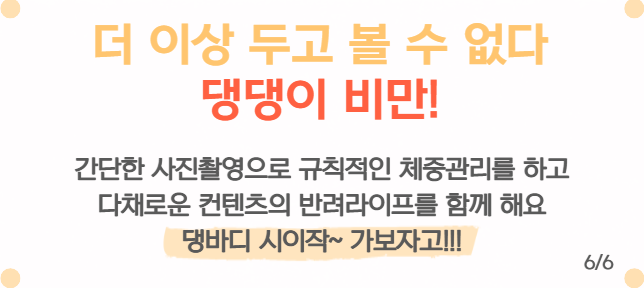 더 이상 두고 볼 수 없다
댕댕이 비만!
간단한 사진촬영으로 규칙적인 체중관리를 하고
다채로운 컨텐츠의 반려라이프를 함께 해요
댕바디 시이작~ 가보자고!!!
6/6